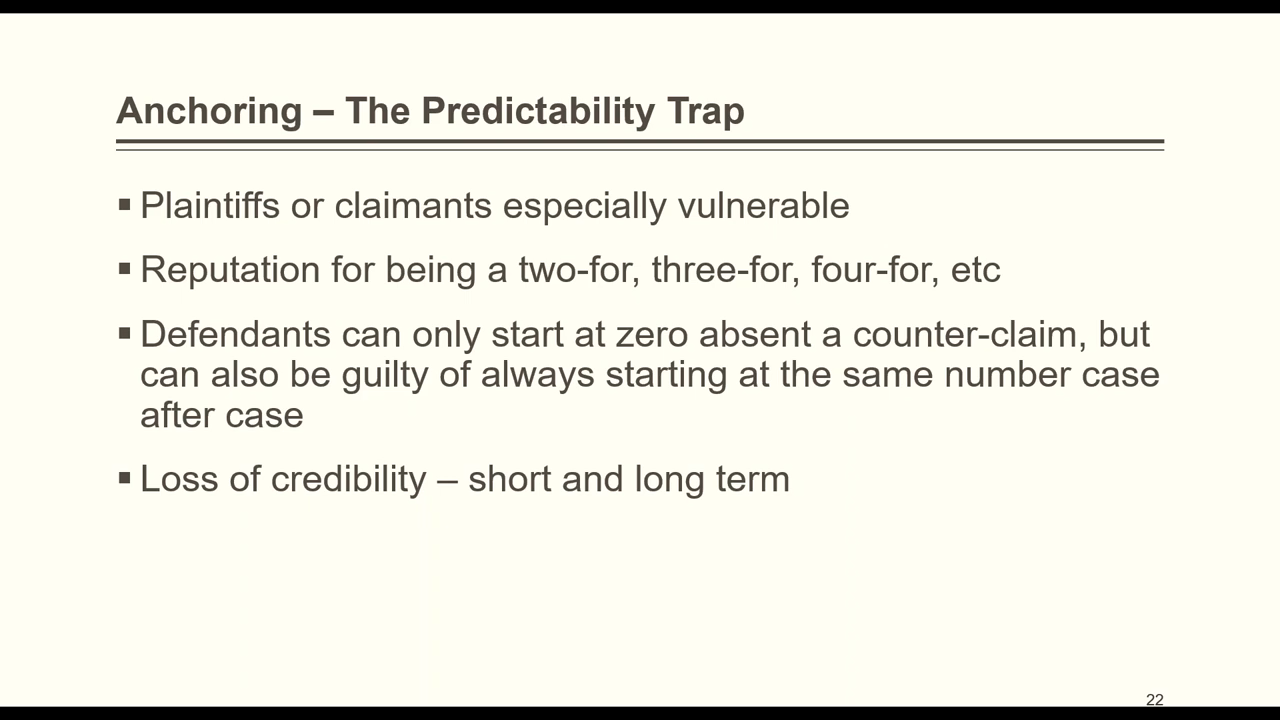 Anchoring – The Predictability Trap
▪ Plaintiffs or claimants especially vulnerable
▪ Reputation for being a two-for, three-for, four-for, etc
▪ Defendants can only start at zero absent a counter-claim, but
can also be guilty of always starting at the same number case
after case
▪ Loss of credibility – short and long term
22